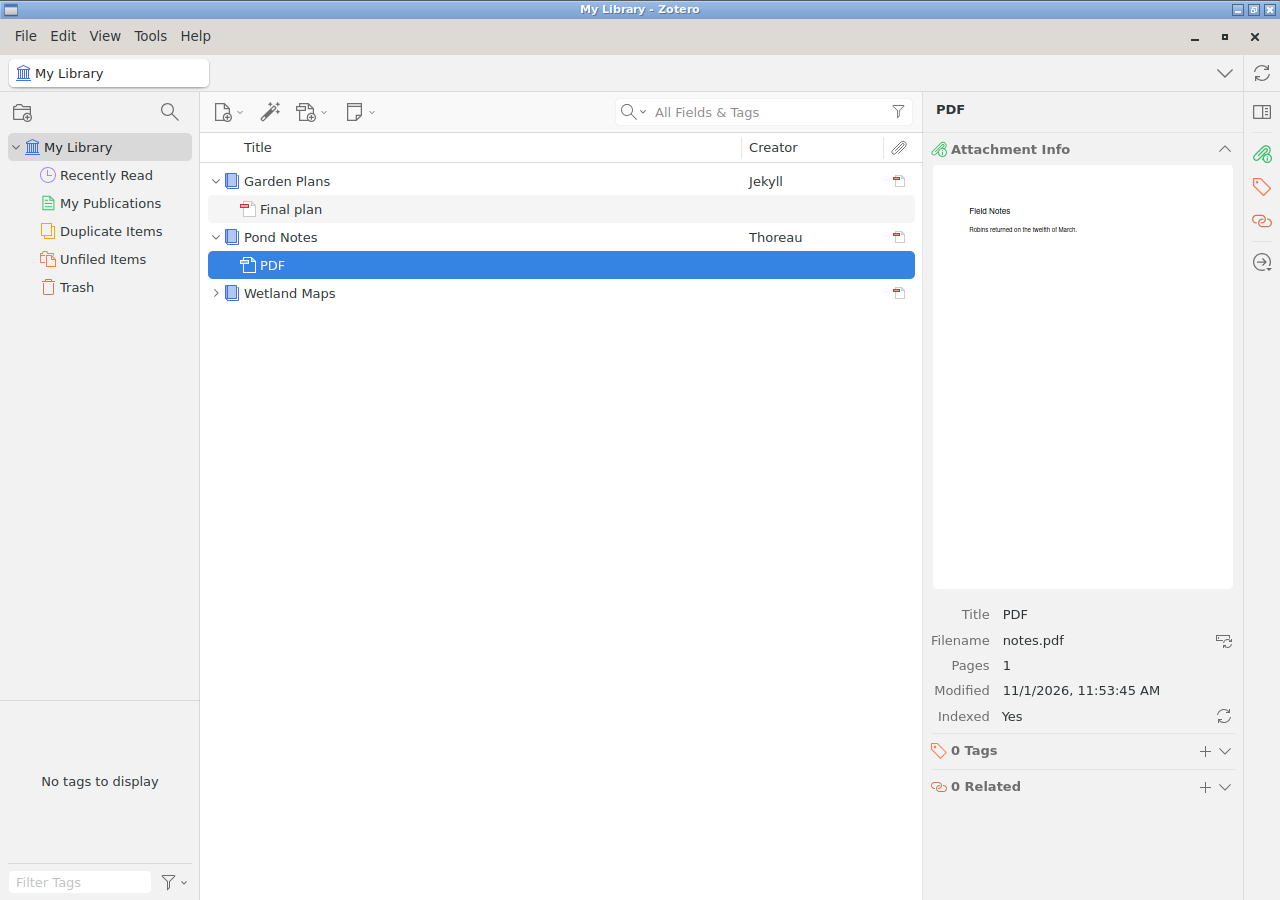 My Library - Zotero
File Edit View Tools Help
My Library
All Fields & Tags
PDF
My Library
Recently Read
My Publications
Duplicate Items
Unfiled Items
Trash
No tags to display
Filter Tags
Title Creator
Garden Plans Jekyll
Final plan
Pond Notes Thoreau
PDF
Wetland Maps
Attachment Info
Field Notes
Robins returned on the twelfth of March.
Title PDF
Filename notes.pdf
Pages 1
Modified 11/1/2026, 11:53:45 AM
Indexed Yes
0 Tags
0 Related